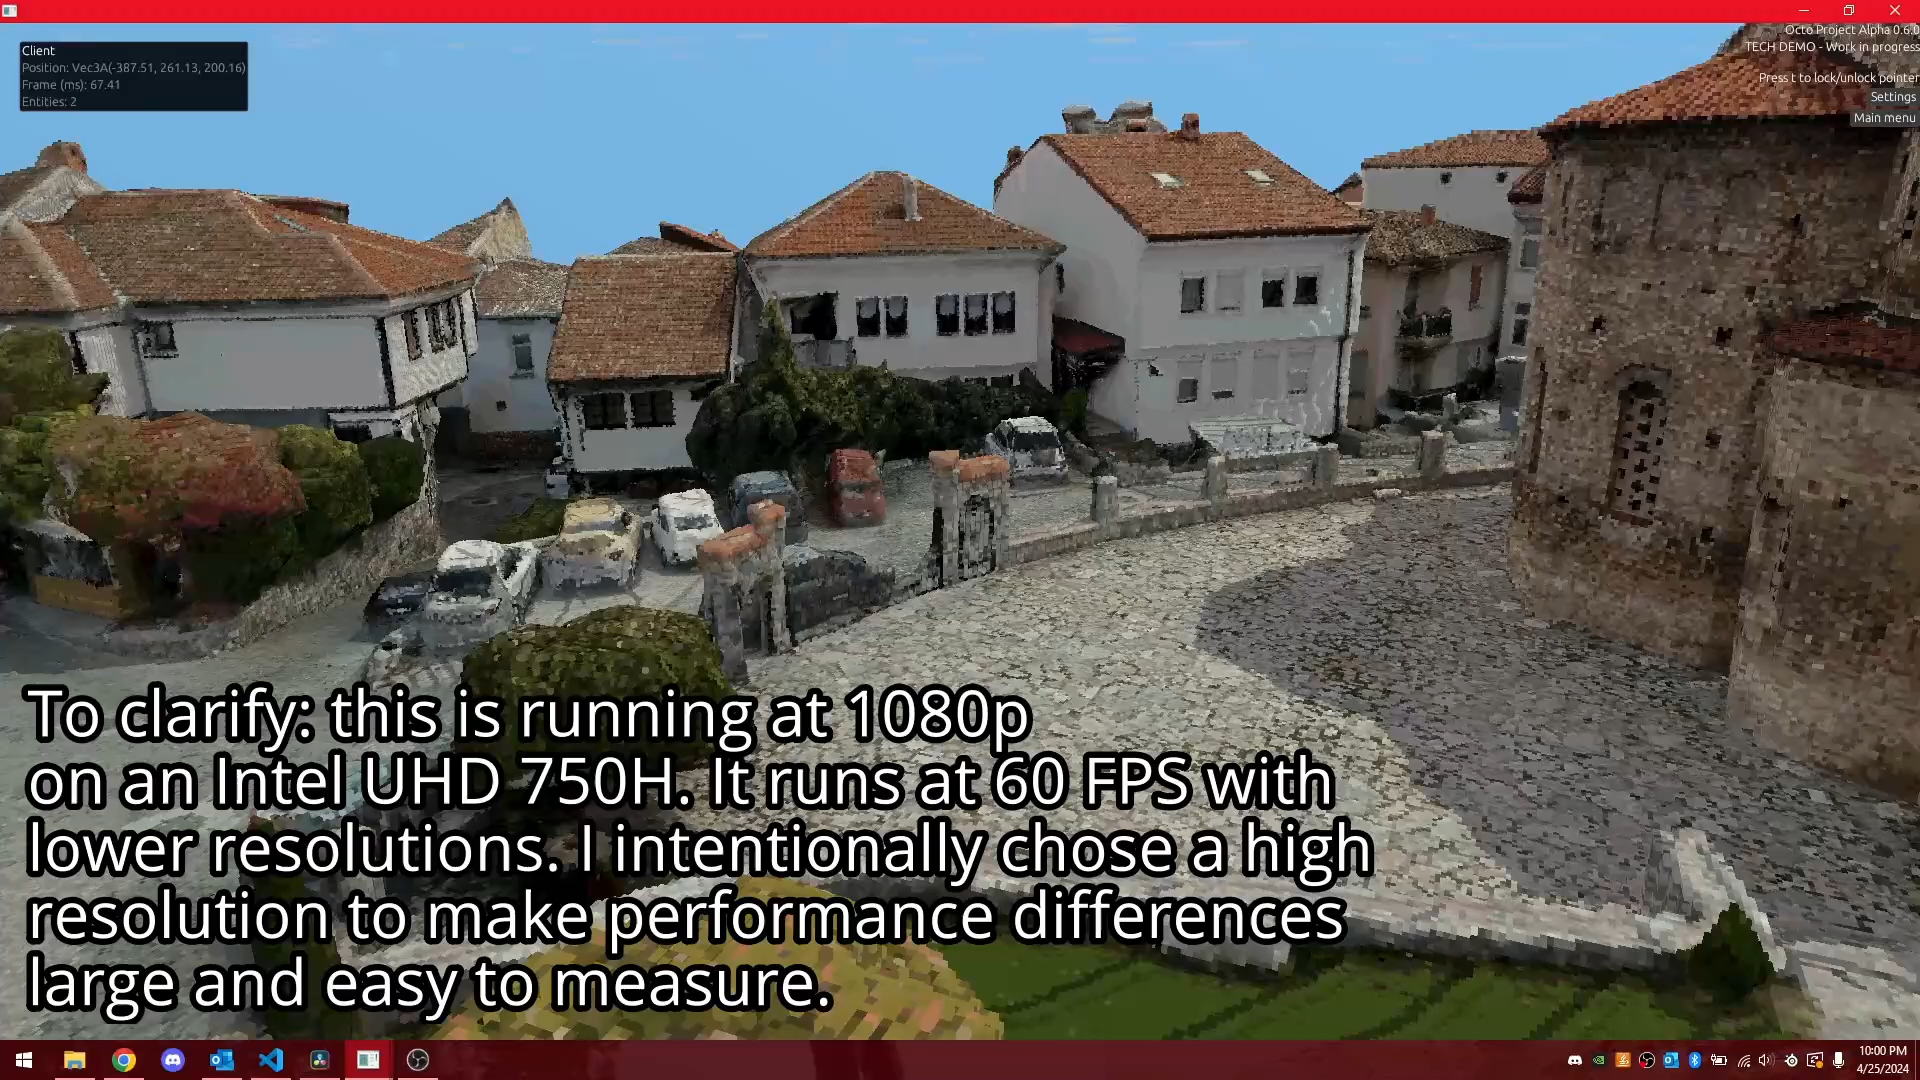 Client
Position: Vec3A(-387.51, 261.13, 200.16)
Frame (ms): 67.41
Entities: 2
Octo Project Alpha 0.6.0
TECH DEMO - Work in progress
Press t to lock/unlock pointer
Settings
Main menu
To clarify: this is running at 1080p
on an Intel UHD 750H. It runs at 60 FPS with
lower resolutions. I intentionally chose a high
resolution to make performance differences
large and easy to measure.
10:00 PM
4/25/2024